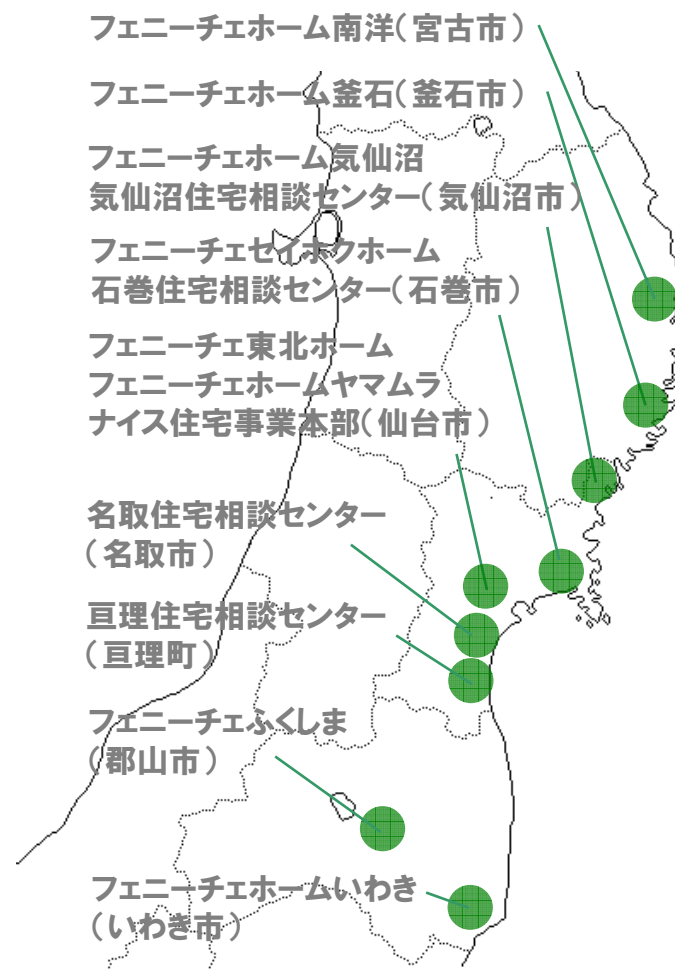 フェニーチェホーム南洋(宮古市)
フェニーチェホーム釜石(釜石市)
フェニーチェホーム気仙沼
気仙沼住宅相談センター(気仙沼市)
フェニーチェセイホクホーム
石巻住宅相談センター(石巻市)
フェニーチェ東北ホーム
フェニーチェホームヤマムラ
ナイス住宅事業本部(仙台市)
名取住宅相談センター
(名取市)
亘理住宅相談センター
(亘理町)
フェニーチェふくしま
(郡山市)
フェニーチェホームいわき
(いわき市)